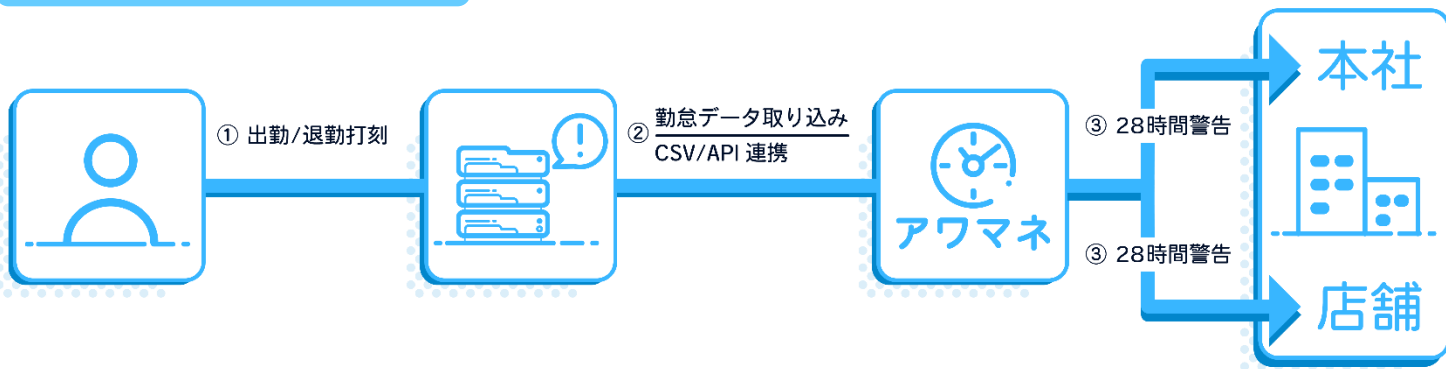 ① 出勤/退勤打刻
② 勤怠データ取り込み
CSV/API 連携
アワマネ
③ 28時間警告
③ 28時間警告
本社
店舗